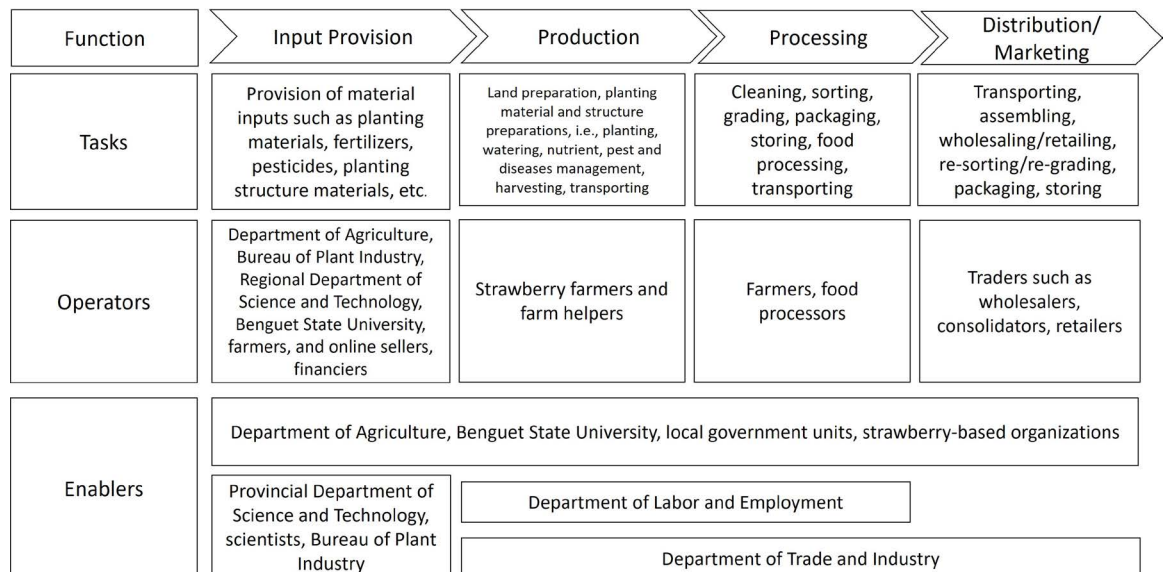 Function
Input Provision
Production
Processing
Distribution/
Marketing
Tasks
Provision of material
inputs such as planting
materials, fertilizers,
pesticides, planting
structure materials, etc.
Land preparation, planting
material and structure
preparations, i.e., planting,
watering, nutrient, pest and
diseases management,
harvesting, transporting
Cleaning, sorting,
grading, packaging,
storing, food
processing,
transporting
Transporting,
assembling,
wholesaling/retailing,
re-sorting/re-grading,
packaging, storing
Operators
Department of Agriculture,
Bureau of Plant Industry,
Regional Department of
Science and Technology,
Benguet State University,
farmers, and online sellers,
financiers
Strawberry farmers and
farm helpers
Farmers, food
processors
Traders such as
wholesalers,
consolidators, retailers
Enablers
Department of Agriculture, Benguet State University, local government units, strawberry-based organizations
Provincial Department of
Science and Technology,
scientists, Bureau of Plant
Industry
Department of Labor and Employment
Department of Trade and Industry